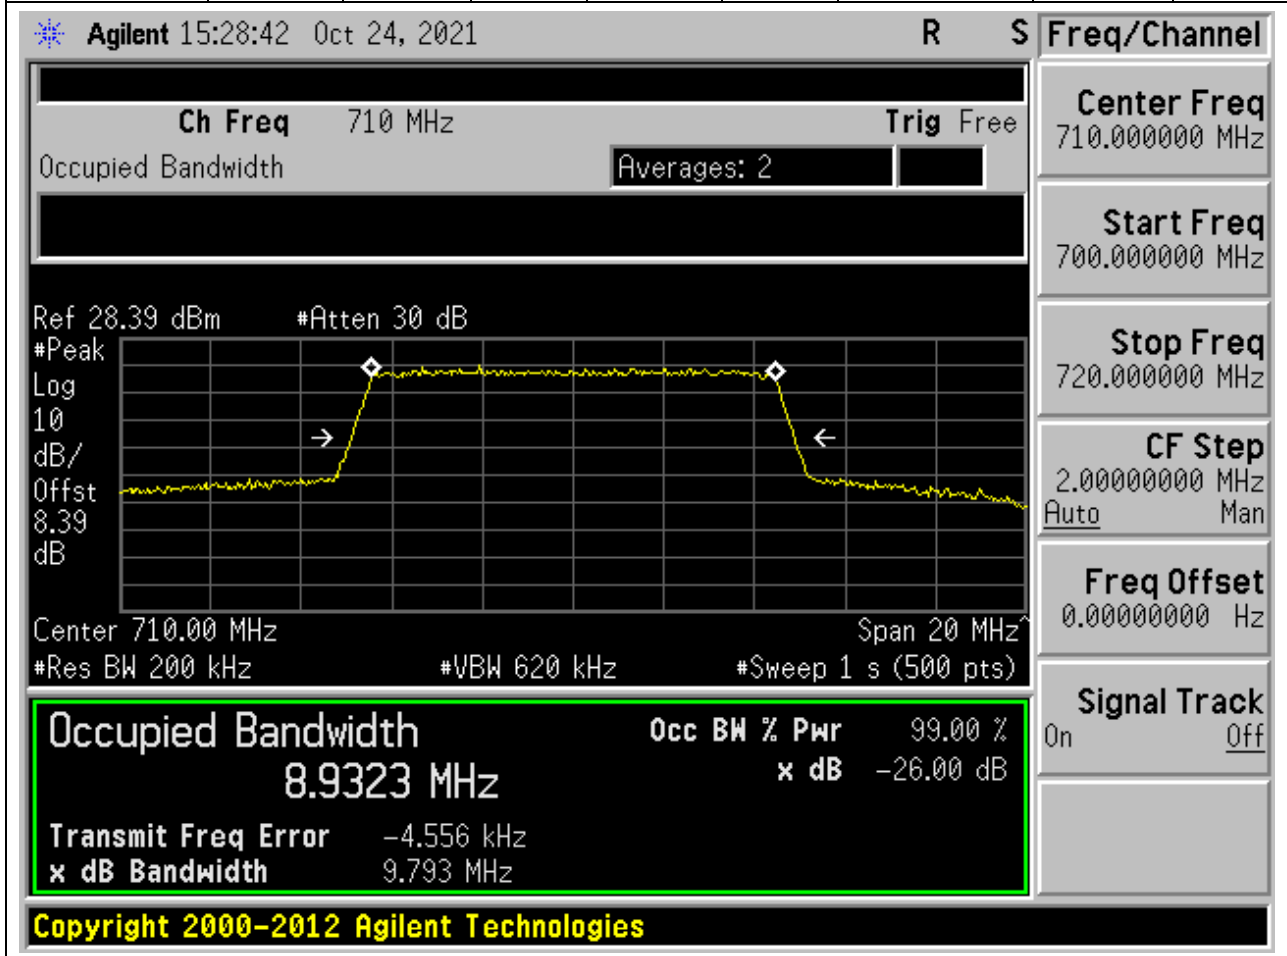 Agilent 15:28:42 Oct 24, 2021 R S Freq/Channel
Ch Freq 710 MHz Trig Free
Occupied Bandwidth Averages: 2
Center Freq
710.000000 MHz
Start Freq
700.000000 MHz
Stop Freq
720.000000 MHz
CF Step
2.00000000 MHz
Auto Man
Freq Offset
0.00000000 Hz
Signal Track
On Off
Ref 28.39 dBm #Atten 30 dB
#Peak
Log
10
dB/
Offst
8.39
dB
Center 710.00 MHz Span 20 MHz^
#Res BW 200 kHz #VBW 620 kHz #Sweep 1 s (500 pts)
Occupied Bandwidth Occ BW % Pwr 99.00 %
8.9323 MHz x dB -26.00 dB
Transmit Freq Error -4.556 kHz
x dB Bandwidth 9.793 MHz
Copyright 2000-2012 Agilent Technologies